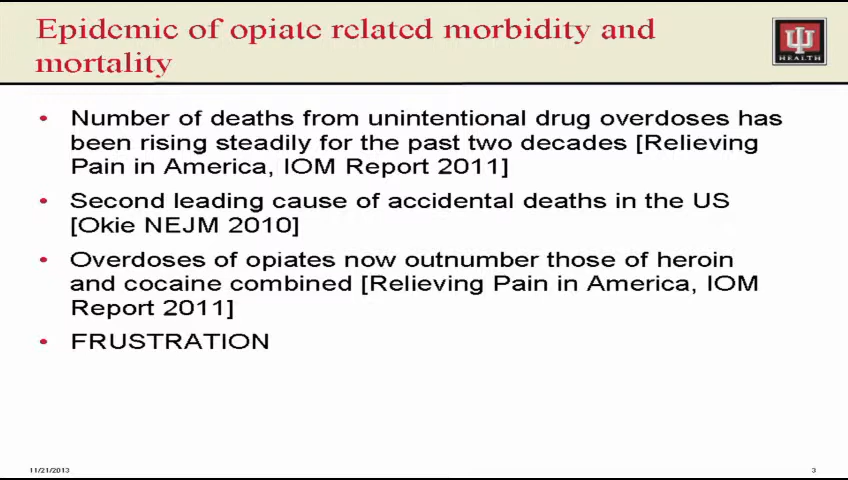 Epidemic of opiate related morbidity and
mortality
HEALTH
• Number of deaths from unintentional drug overdoses has
been rising steadily for the past two decades [Relieving
Pain in America, IOM Report 2011]
• Second leading cause of accidental deaths in the US
[Okie NEJM 2010]
• Overdoses of opiates now outnumber those of heroin
and cocaine combined [Relieving Pain in America, IOM
Report 2011]
• FRUSTRATION
11/21/2013
3